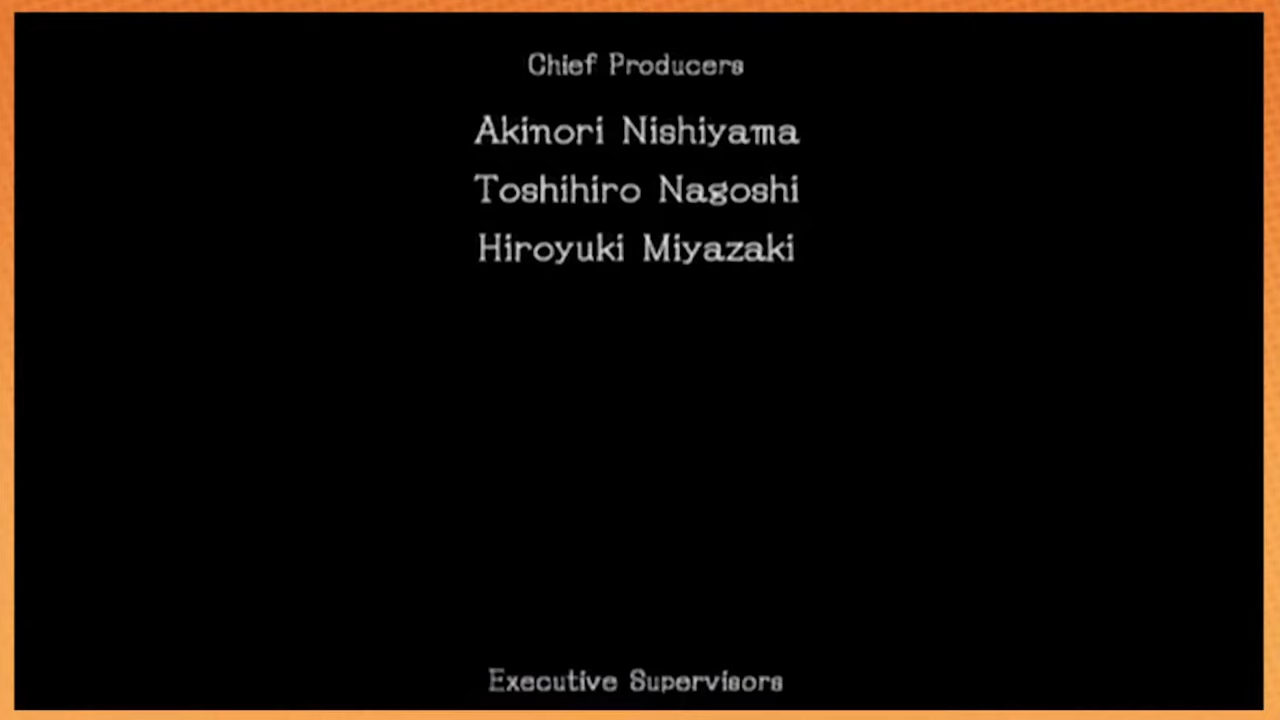 Chief Producers
Akinori Nishiyama
Toshihiro Nagoshi
Hiroyuki Miyazaki
Executive Supervisors